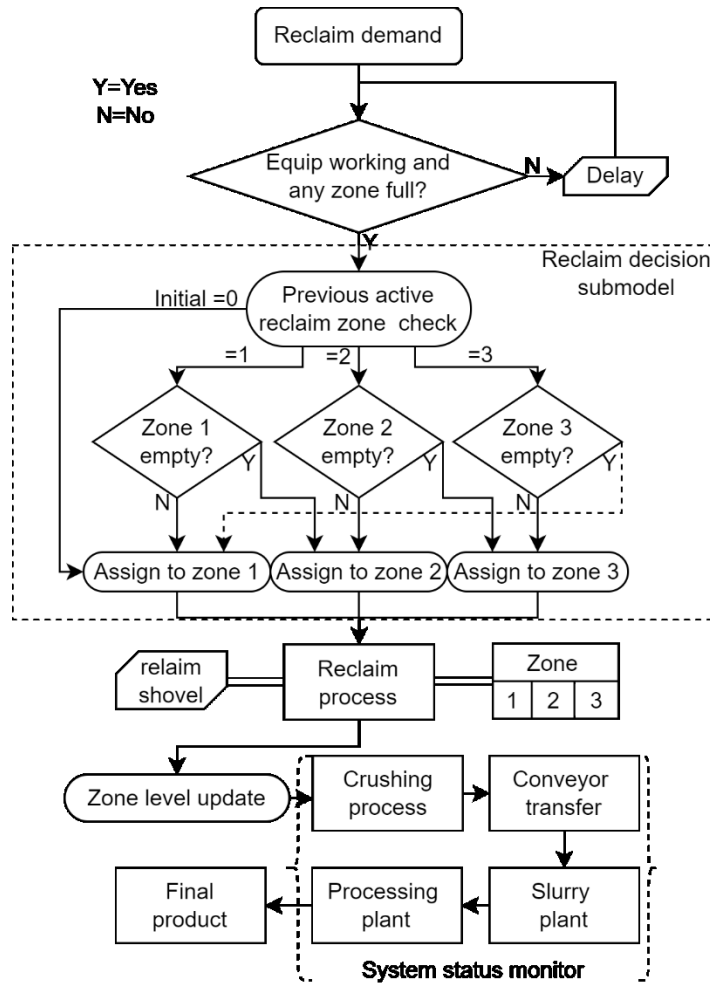 Reclaim demand
Y=Yes
N=No
Equip working and
any zone full?
N
Delay
Y
Reclaim decision
submodel
Initial =0
Previous active
reclaim zone check
=1
=2
=3
Zone 1
empty?
Zone 2
empty?
Zone 3
empty?
Y
Y
Y
N
N
N
Assign to zone 1
Assign to zone 2
Assign to zone 3
relaim
shovel
Reclaim
process
Zone
1 2 3
Zone level update
Crushing
process
Conveyor
transfer
Final
product
Processing
plant
Slurry
plant
System status monitor